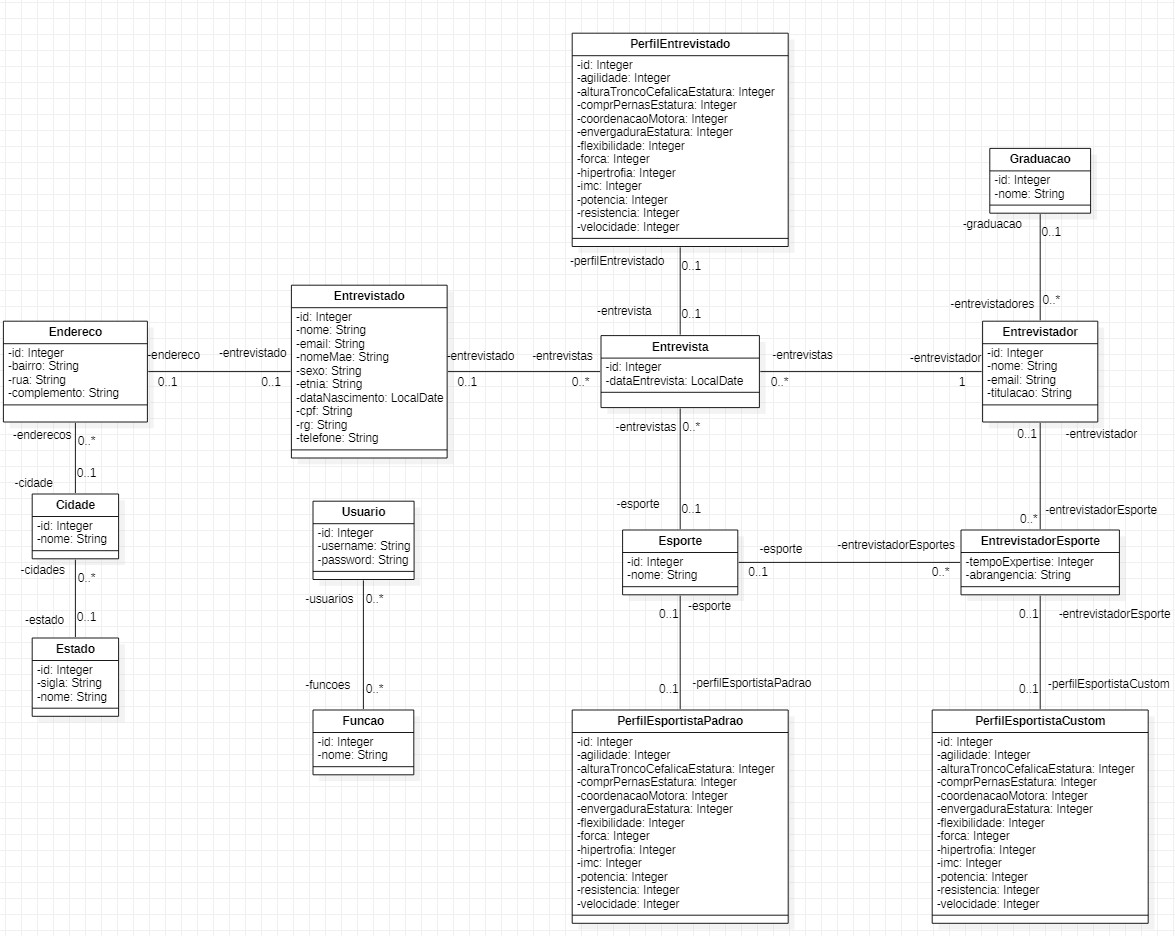 PerfilEntrevistado
-id: Integer
-agilidade: Integer
-alturaTroncoCefalicaEstatura: Integer
-comprPernasEstatura: Integer
-coordenacaoMotora: Integer
-envergaduraEstatura: Integer
-flexibilidade: Integer
-forca: Integer
-hipertrofia: Integer
-imc: Integer
-potencia: Integer
-resistencia: Integer
-velocidade: Integer
-perfilEntrevistado
0..1
-entrevista
0..1
Graduacao
-id: Integer
-nome: String
-graduacao
0..1
-entrevistadores
0..*
Endereco
-id: Integer
-bairro: String
-rua: String
-complemento: String
-endereco
0..1
-entrevistado
0..1
Entrevistado
-id: Integer
-nome: String
-email: String
-nomeMae: String
-sexo: String
-etnia: String
-dataNascimento: LocalDate
-cpf: String
-rg: String
-telefone: String
-entrevistado
0..1
-entrevistas
0..*
Entrevista
-id: Integer
-dataEntrevista: LocalDate
-entrevistas
0..*
-entrevistador
1
Entrevistador
-id: Integer
-nome: String
-email: String
-titulacao: String
-enderecos
0..*
0..1
-cidade
Cidade
-id: Integer
-nome: String
-cidades
0..*
-estado
0..1
Estado
-id: Integer
-sigla: String
-nome: String
Usuario
-id: Integer
-username: String
-password: String
-usuarios
0..*
-funcoes
0..*
Funcao
-id: Integer
-nome: String
-entrevistas
0..*
-esporte
0..1
0..1
-entrevistador
-entrevistadorEsporte
0..*
Esporte
-id: Integer
-nome: String
-esporte
0..1
-entrevistadorEsportes
0..*
EntrevistadorEsporte
-tempoExpertise: Integer
-abrangencia: String
-esporte
0..1
-perfilEsportistaPadrao
0..1
0..1
-entrevistadorEsporte
-perfilEsportistaCustom
0..1
PerfilEsportistaPadrao
-id: Integer
-agilidade: Integer
-alturaTroncoCefalicaEstatura: Integer
-comprPernasEstatura: Integer
-coordenacaoMotora: Integer
-envergaduraEstatura: Integer
-flexibilidade: Integer
-forca: Integer
-hipertrofia: Integer
-imc: Integer
-potencia: Integer
-resistencia: Integer
-velocidade: Integer
PerfilEsportistaCustom
-id: Integer
-agilidade: Integer
-alturaTroncoCefalicaEstatura: Integer
-comprPernasEstatura: Integer
-coordenacaoMotora: Integer
-envergaduraEstatura: Integer
-flexibilidade: Integer
-forca: Integer
-hipertrofia: Integer
-imc: Integer
-potencia: Integer
-resistencia: Integer
-velocidade: Integer